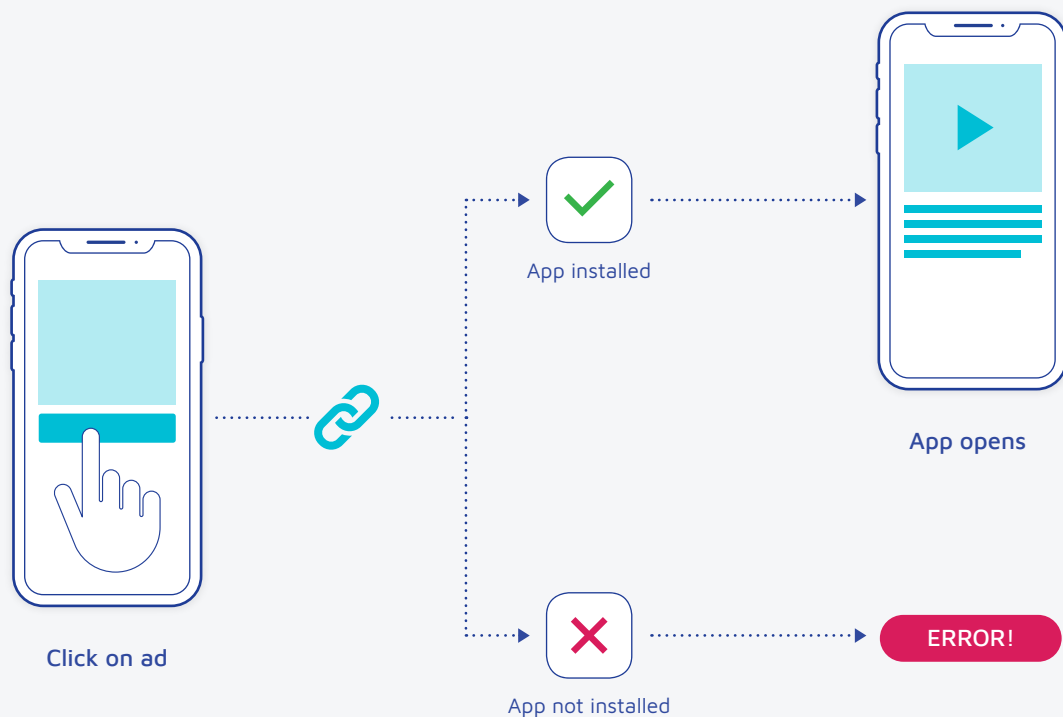 Click on ad
App installed
App opens
App not installed
ERROR!